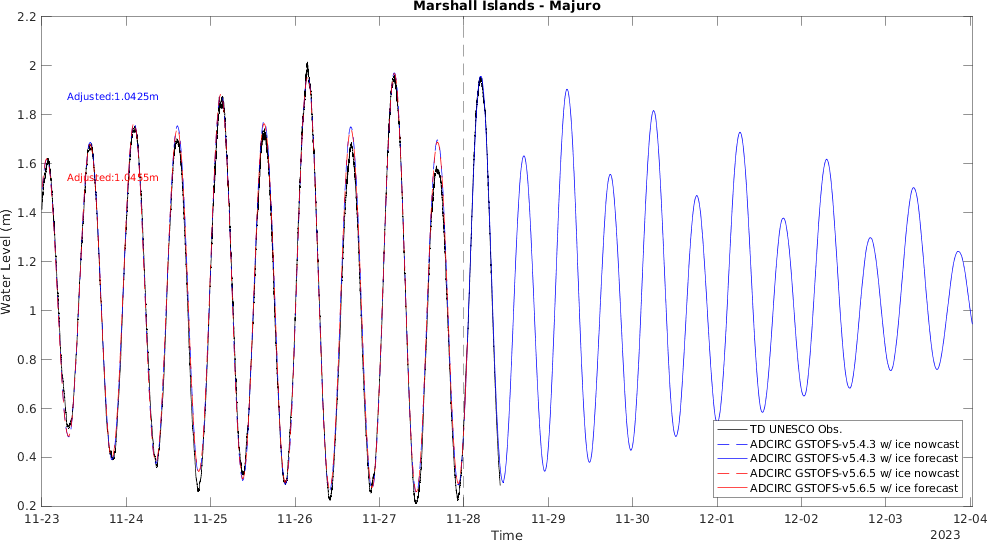 Marshall Islands - Majuro
2.2
2
1.8
1.6
1.4
1.2
1
0.8
0.6
0.4
0.2
Water Level (m)
Adjusted:1.0425m
Adjusted:1.0455m
TD UNESCO Obs.
ADCIRC GSTOFS-v5.4.3 w/ ice nowcast
ADCIRC GSTOFS-v5.4.3 w/ ice forecast
ADCIRC GSTOFS-v5.6.5 w/ ice nowcast
ADCIRC GSTOFS-v5.6.5 w/ ice forecast
11-23 11-24 11-25 11-26 11-27 11-28 11-29 11-30 12-01 12-02 12-03 12-04
Time
2023